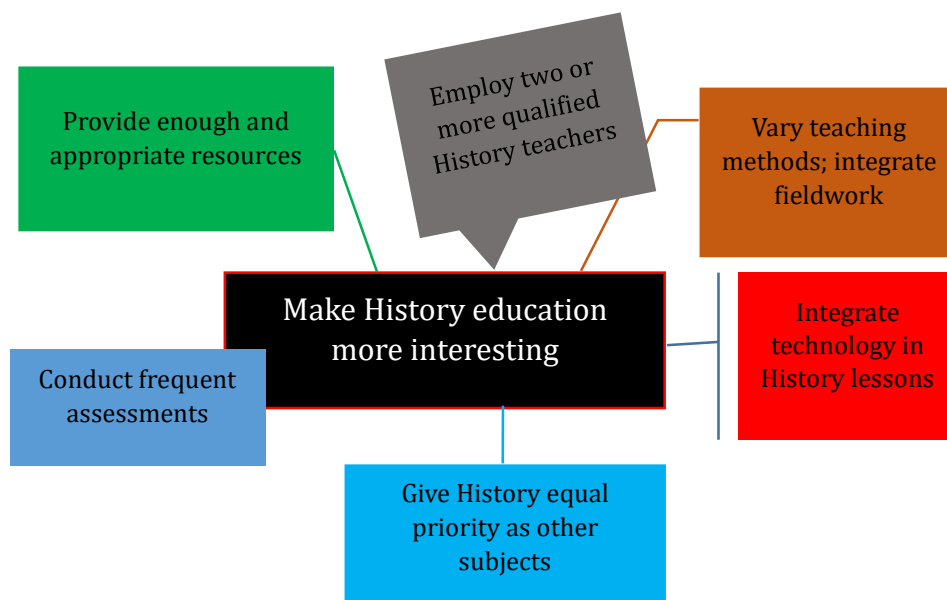 Employ two or
more qualified
History teachers
Provide enough and
appropriate resources
Vary teaching
methods; integrate
fieldwork
Make History education
more interesting
Integrate
technology in
History lessons
Conduct frequent
assessments
Give History equal
priority as other
subjects